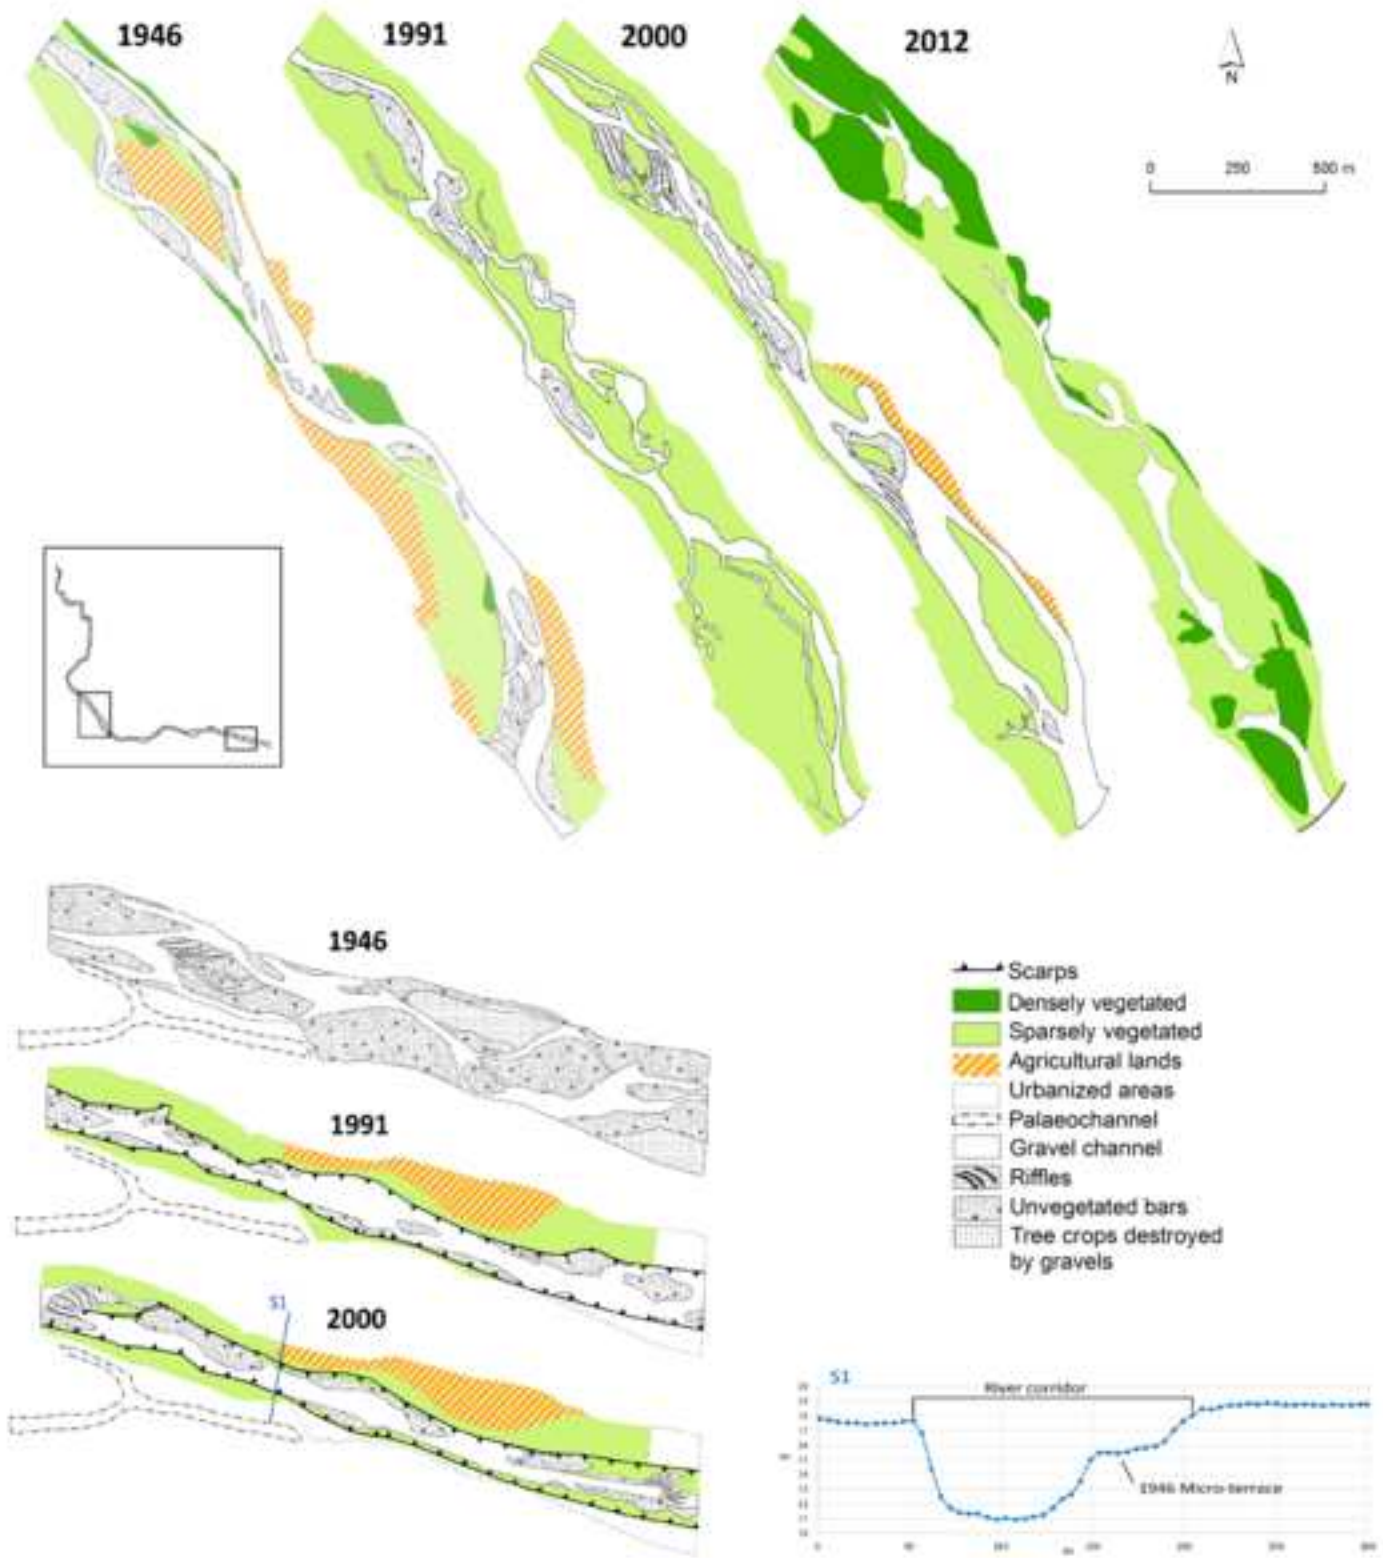 1946
1991
2000
2012
N
0 250 500 m
1946
1991
S1
2000
Scarps
Densely vegetated
Sparsely vegetated
Agricultural lands
Urbanized areas
Palaeochannel
Gravel channel
Riffles
Unvegetated bars
Tree crops destroyed
by gravels
S1
River corridor
1946 Micro-terrace